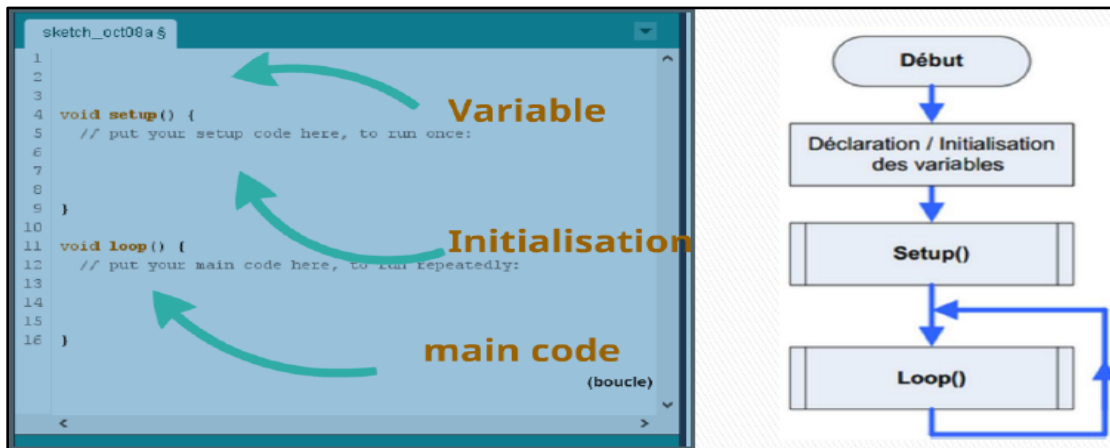 sketch_oct08a §
1
2
3
Variable
4 void setup() {
5 // put your setup code here, to run once:
6
7
8
9 }
10
Initialisation
11 void loop() {
12 // put your main code here, to run repeatedly:
13
14
15
16 }
main code
(boucle)
Début
Déclaration / Initialisation
des variables
Setup()
Loop()